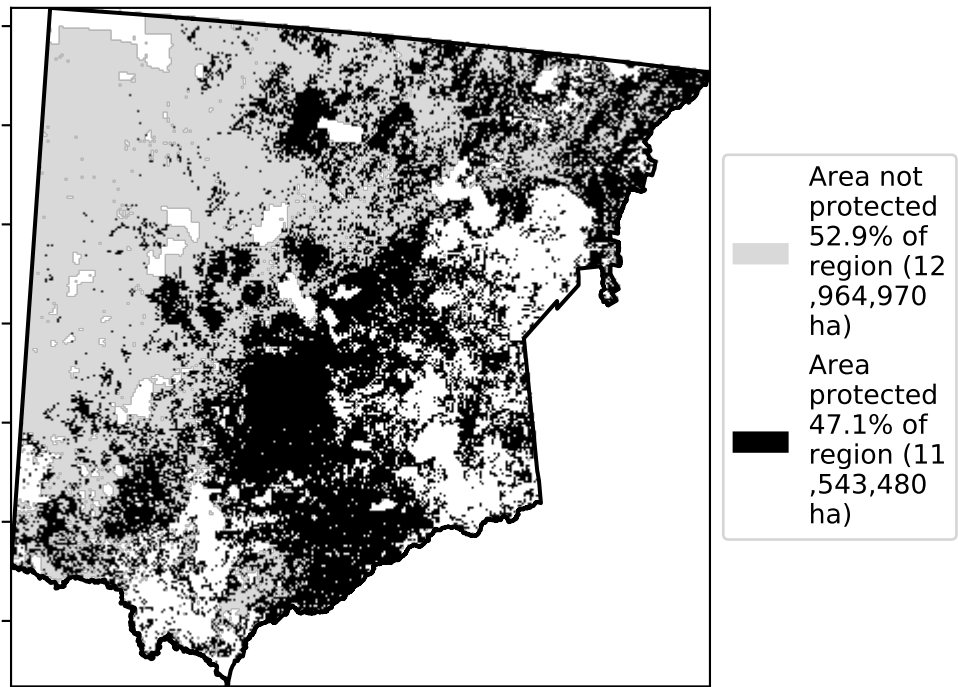 Area not
protected
52.9% of
region (12
,964,970
ha)
Area
protected
47.1% of
region (11
,543,480
ha)